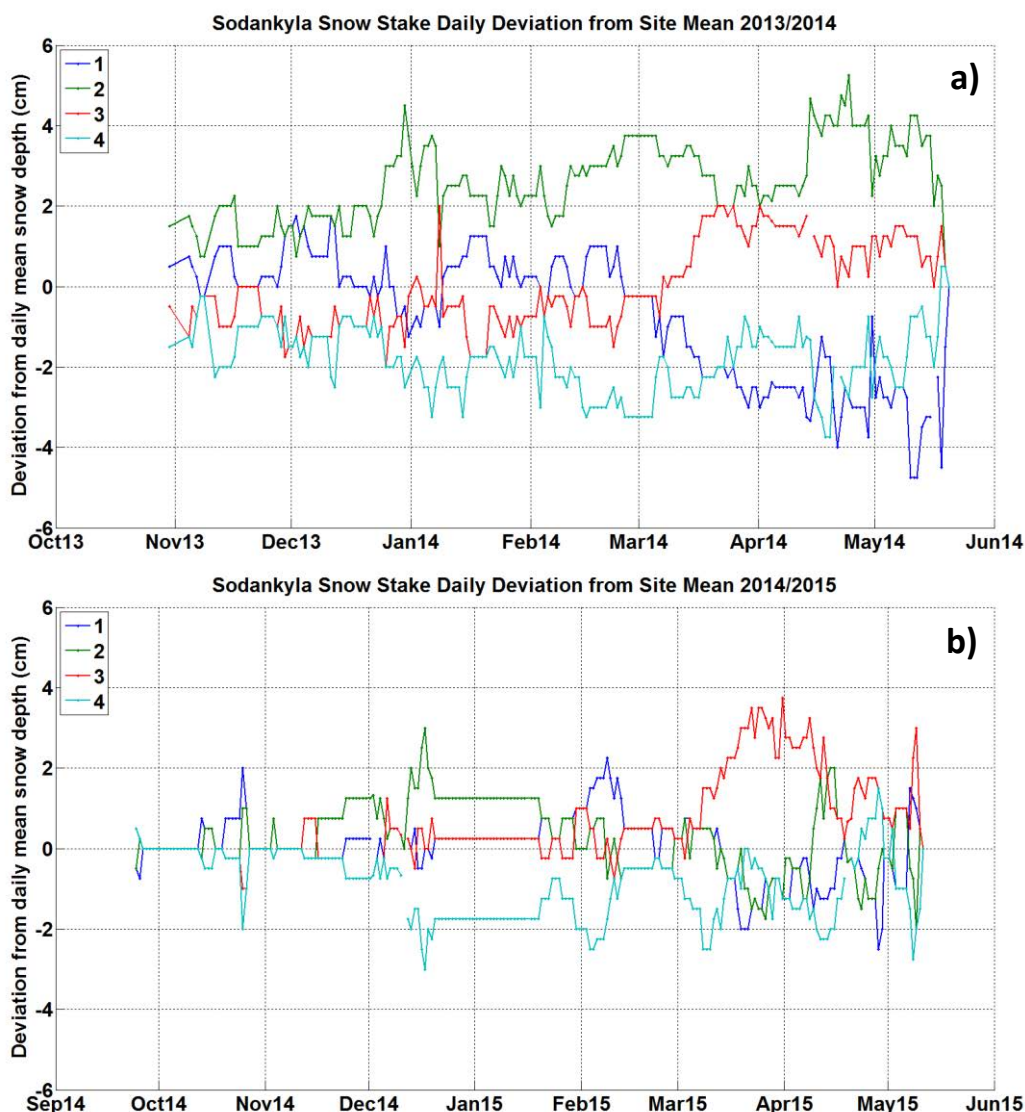 Sodankyla Snow Stake Daily Deviation from Site Mean 2013/2014
Deviation from daily mean snow depth (cm)
6
4
2
0
-2
-4
-6
1
2
3
4
a)
Oct13 Nov13 Dec13 Jan14 Feb14 Mar14 Apr14 May14 Jun14
Sodankyla Snow Stake Daily Deviation from Site Mean 2014/2015
Deviation from daily mean snow depth (cm)
6
4
2
0
-2
-4
-6
1
2
3
4
b)
Sep14 Oct14 Nov14 Dec14 Jan15 Feb15 Mar15 Apr15 May15 Jun15